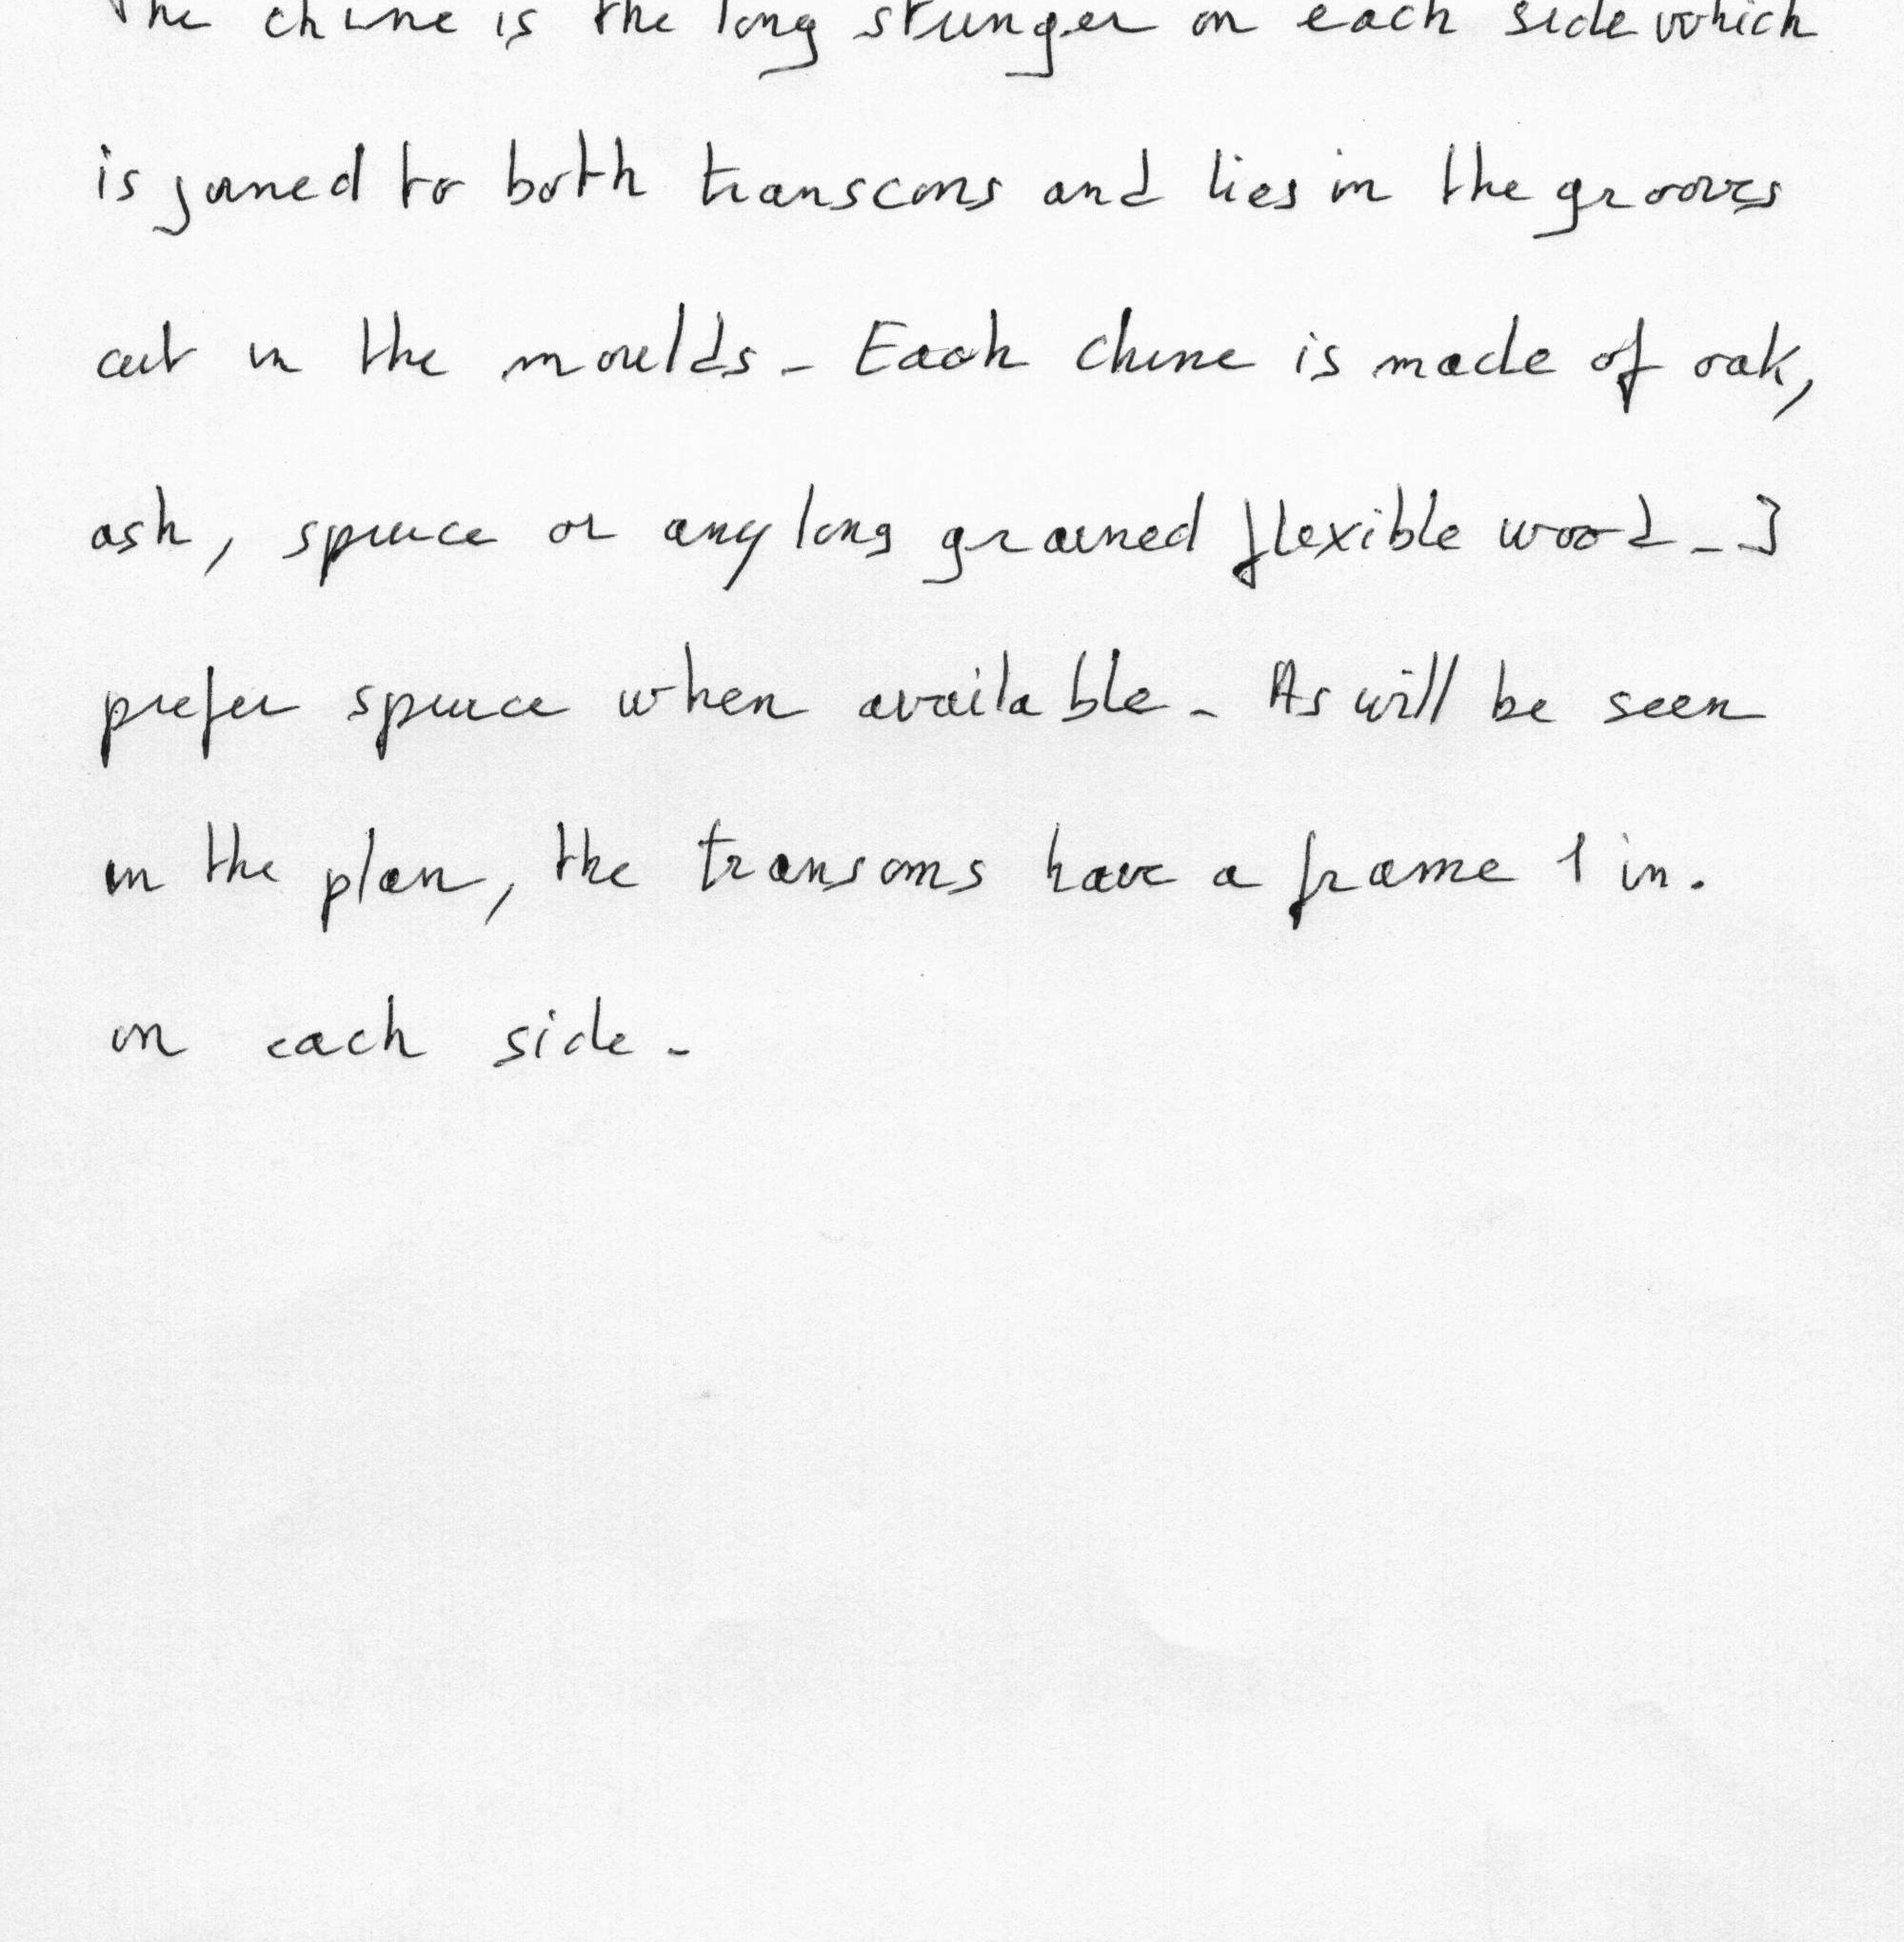 The chine is the long stringer on each side which
is joined to both transoms and lies in the grooves
cut in the moulds. Each chine is made of oak,
ash, spruce or any long grained flexible wood. I
prefer spruce when available. As will be seen
in the plan, the transoms have a frame 1 in.
on each side.